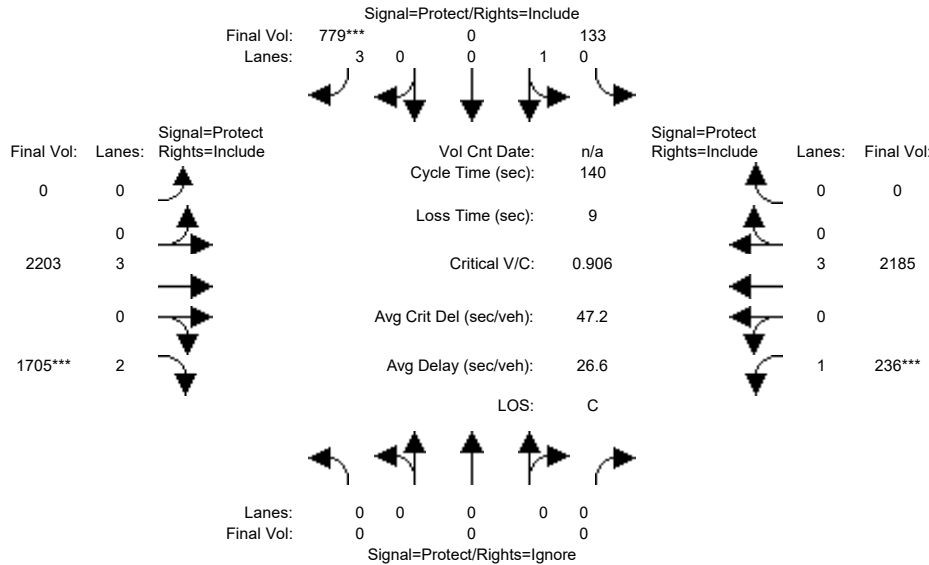 Signal=Protect/Rights=Include
Final Vol: 779*** 0 133
Lanes: 3 0 0 1 0
Signal=Protect Signal=Protect
Final Vol: Lanes: Rights=Include Vol Cnt Date: n/a Rights=Include Lanes: Final Vol:
Cycle Time (sec): 140
0 0 0 0
Loss Time (sec): 9
0 0
2203 3 Critical V/C: 0.906 3 2185
0 Avg Crit Del (sec/veh): 47.2 0
1705*** 2 Avg Delay (sec/veh): 26.6 1 236***
LOS: C
Lanes: 0 0 0 0 0
Final Vol: 0 0 0
Signal=Protect/Rights=Ignore